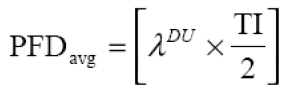 PFD_avg = [λ^DU × TI/2]